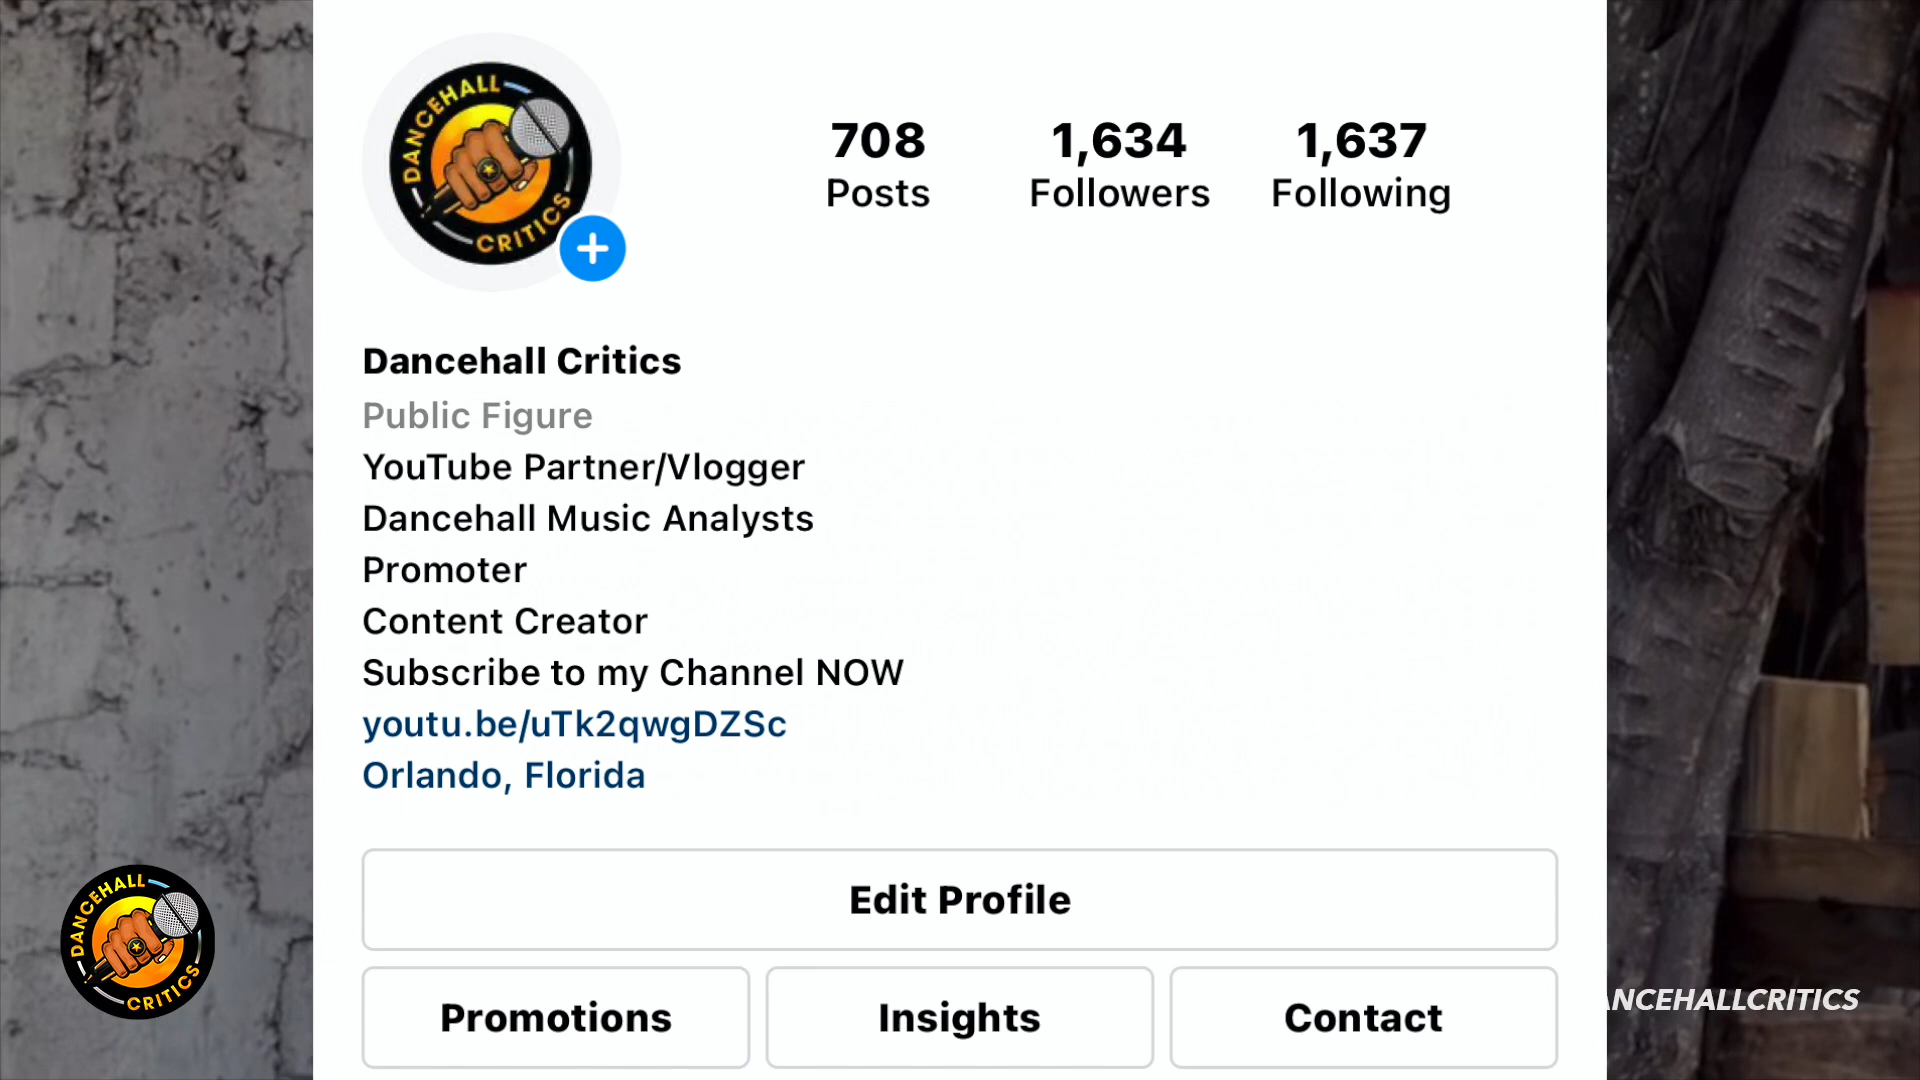 DANCEHALL
CRITICS
708
Posts
1,634
Followers
1,637
Following
Dancehall Critics
Public Figure
YouTube Partner/Vlogger
Dancehall Music Analysts
Promoter
Content Creator
Subscribe to my Channel NOW
youtu.be/uTk2qwgDZSc
Orlando, Florida
Edit Profile
Promotions
Insights
Contact
DANCEHALL
CRITICS
ANCEHALLCRITICS